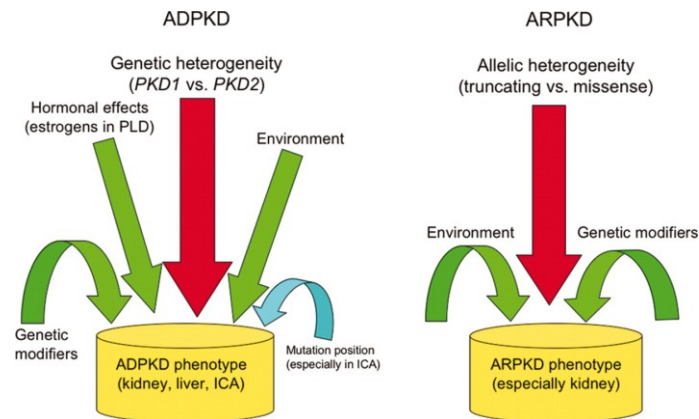 ADPKD
Genetic heterogeneity
(PKD1 vs. PKD2)
Hormonal effects
(estrogens in PLD)
Environment
Genetic
modifiers
Mutation position
(especially in ICA)
ADPKD phenotype
(kidney, liver, ICA)
ARPKD
Allelic heterogeneity
(truncating vs. missense)
Environment
Genetic modifiers
ARPKD phenotype
(especially kidney)